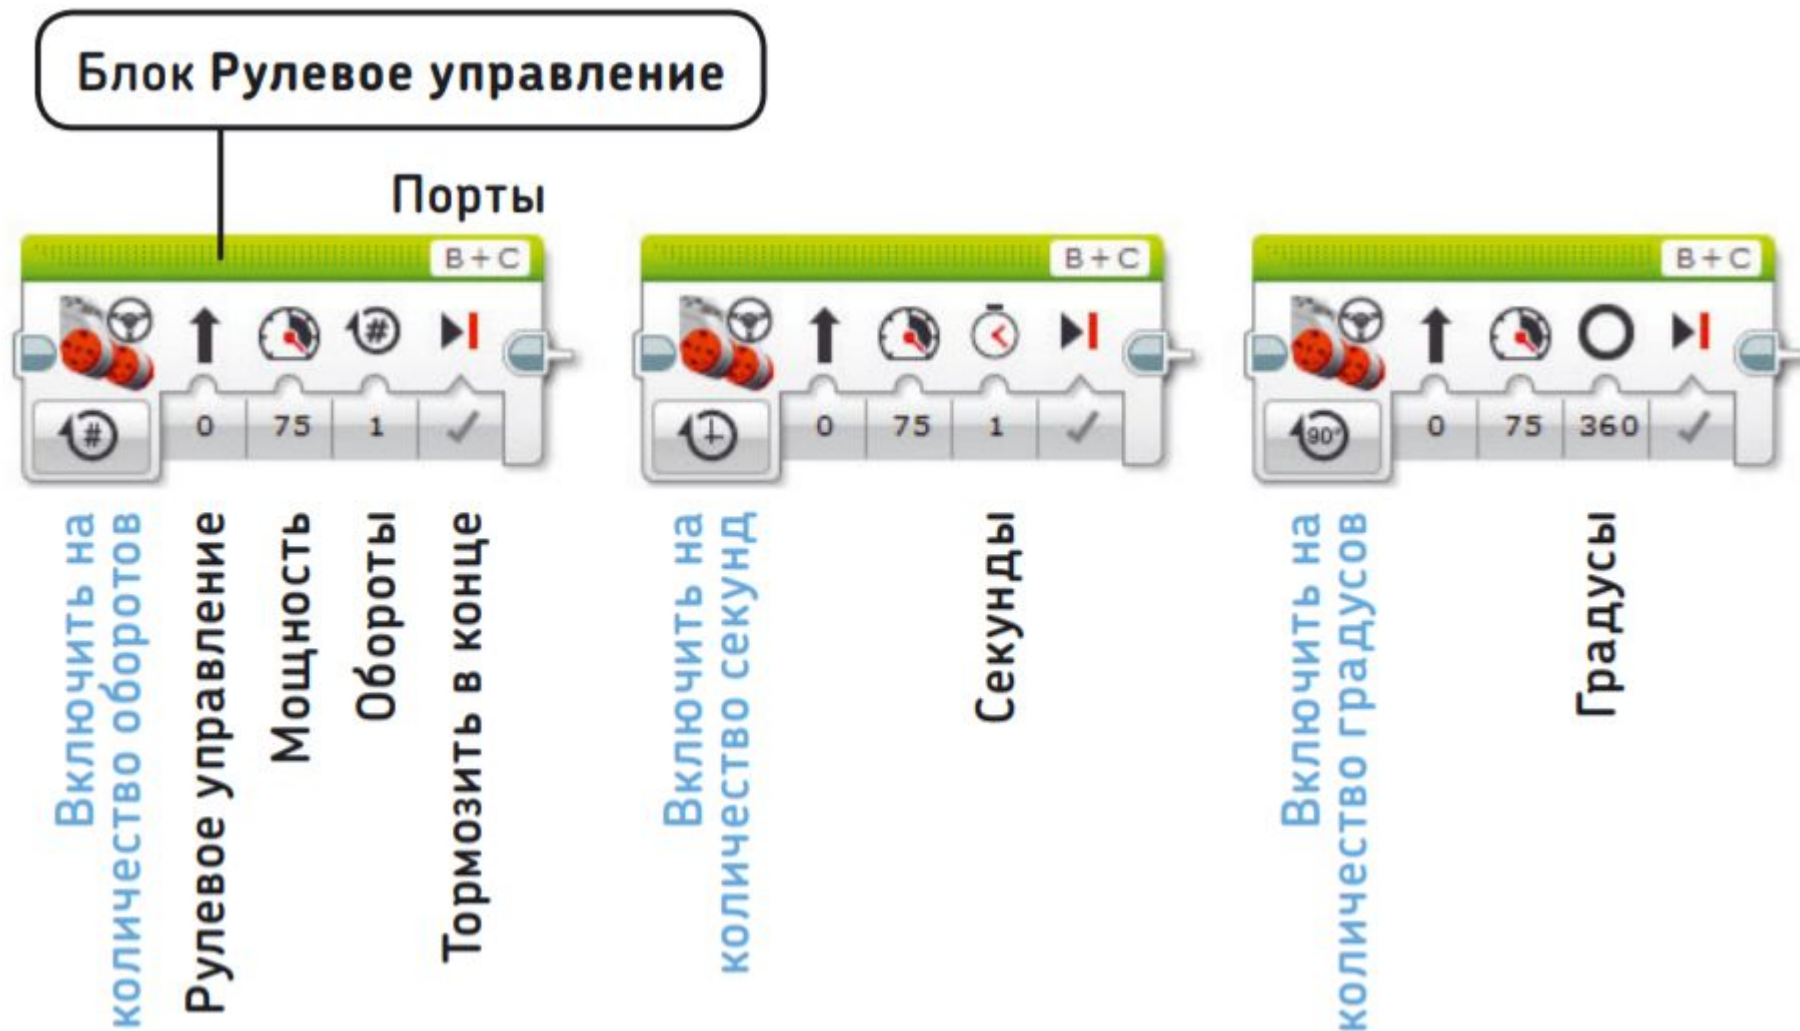 Блок Рулевое управление
Порты
B+C
B+C
B+C
#
#
0
75
1
0
75
1
90°
0
75
360
Включить на
количество оборотов
Рулевое управление
Мощность
Обороты
Тормозить в конце
Включить на
количество секунд
Секунды
Включить на
количество градусов
Градусы